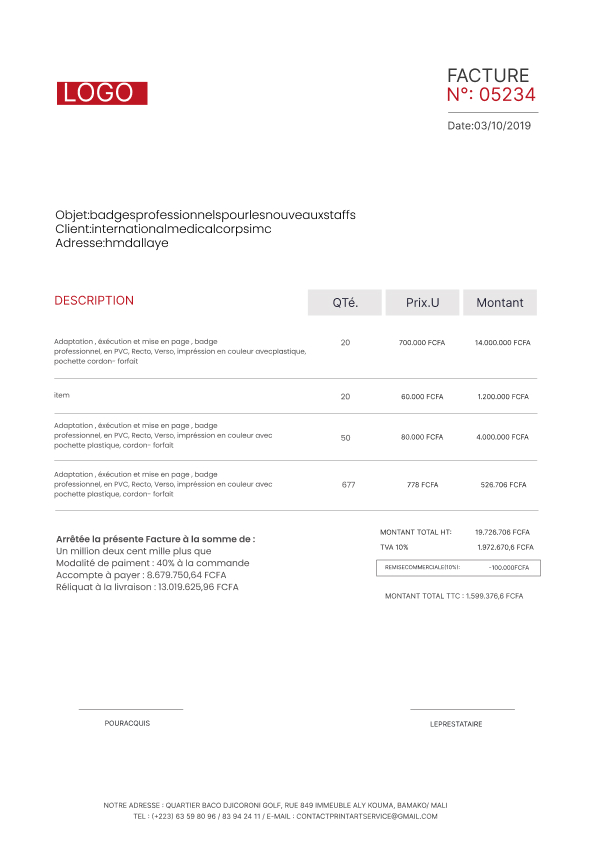 LOGO
FACTURE
N°: 05234
Date:03/10/2019
Objet:badgesprofessionnelspourlesnouveauxstaffs
Client:internationalmedicalcorpsimc
Adresse:hmdallaye
DESCRIPTION QTé. Prix.U Montant
Adaptation , éxécution et mise en page , badge
professionnel, en PVC, Recto, Verso, impréssion en couleur avecplastique,
pochette cordon- forfait
20 700.000 FCFA 14.000.000 FCFA
item 20 60.000 FCFA 1.200.000 FCFA
Adaptation , éxécution et mise en page , badge
professionnel, en PVC, Recto, Verso, impréssion en couleur avec
pochette plastique, cordon- forfait
50 80.000 FCFA 4.000.000 FCFA
Adaptation , éxécution et mise en page , badge
professionnel, en PVC, Recto, Verso, impréssion en couleur avec
pochette plastique, cordon- forfait
677 778 FCFA 526.706 FCFA
Arrêtée la présente Facture à la somme de :
Un million deux cent mille plus que
Modalité de paiment : 40% à la commande
Accompte à payer : 8.679.750,64 FCFA
Réliquat à la livraison : 13.019.625,96 FCFA
MONTANT TOTAL HT: 19.726.706 FCFA
TVA 10% 1.972.670,6 FCFA
REMISECOMMERCIALE(10%): -100.000FCFA
MONTANT TOTAL TTC : 1.599.376,6 FCFA
POURACQUIS
LEPRESTATAIRE
NOTRE ADRESSE : QUARTIER BACO DJICORONI GOLF, RUE 849 IMMEUBLE ALY KOUMA, BAMAKO/ MALI
TEL : (+223) 63 59 80 96 / 83 94 24 11 / E-MAIL : CONTACTPRINTARTSERVICE@GMAIL.COM